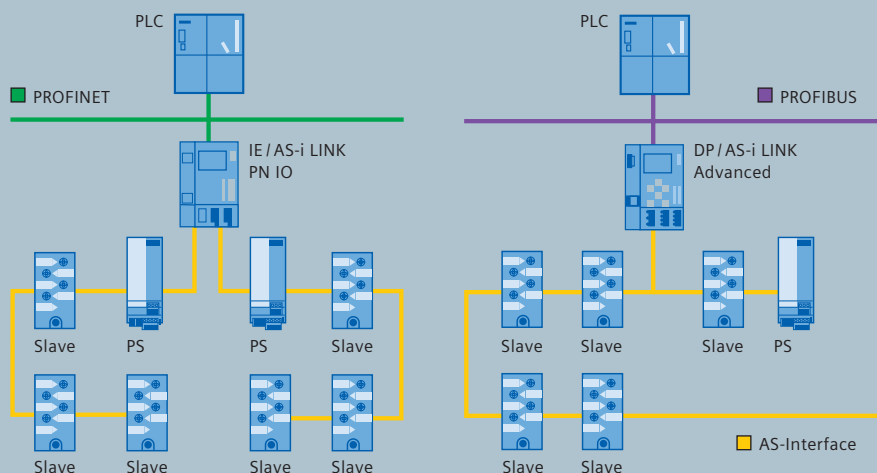 PLC
PLC
PROFINET
PROFIBUS
IE / AS-i LINK
PN IO
DP / AS-i LINK
Advanced
Slave PS PS Slave
Slave Slave Slave PS
Slave Slave Slave Slave
Slave Slave
AS-Interface